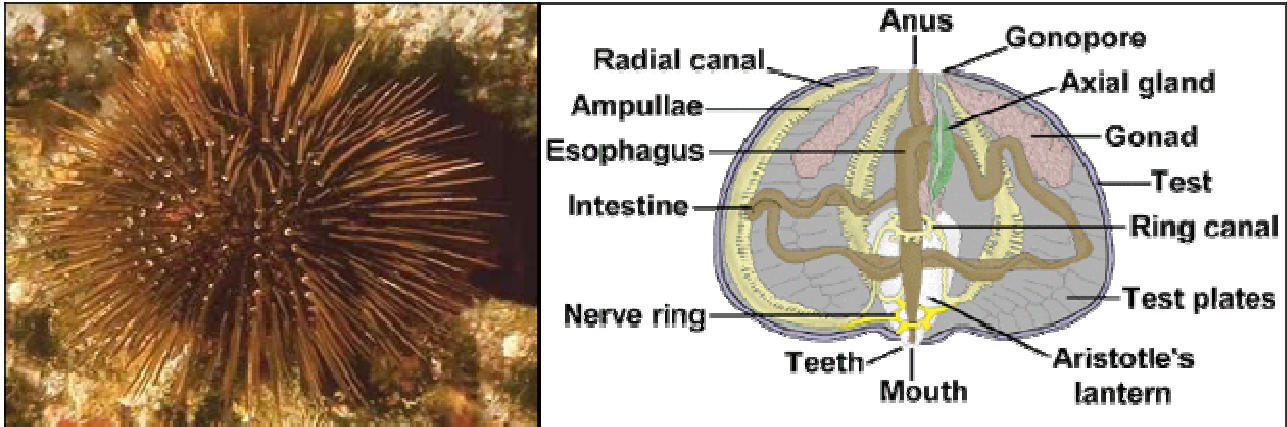 Anus
Gonopore
Radial canal
Axial gland
Ampullae
Gonad
Esophagus
Test
Intestine
Ring canal
Test plates
Nerve ring
Teeth
Aristotle's
lantern
Mouth